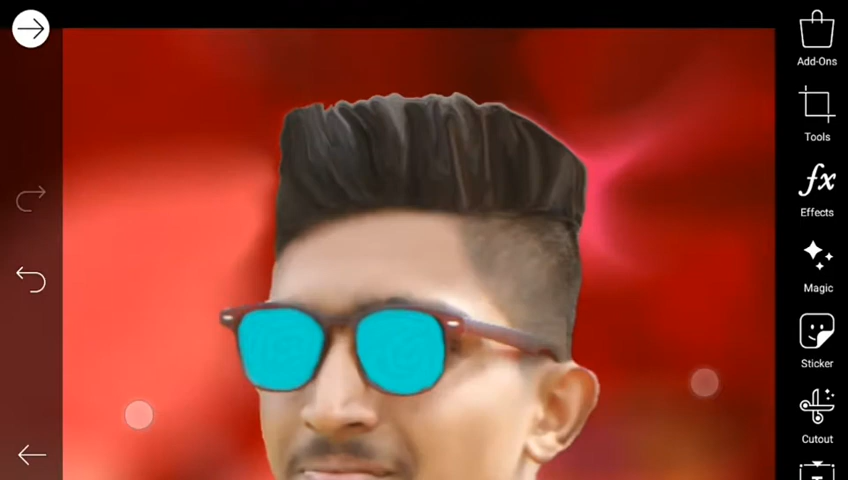 Add-Ons
Tools
fx
Effects
Magic
Sticker
Cutout
T